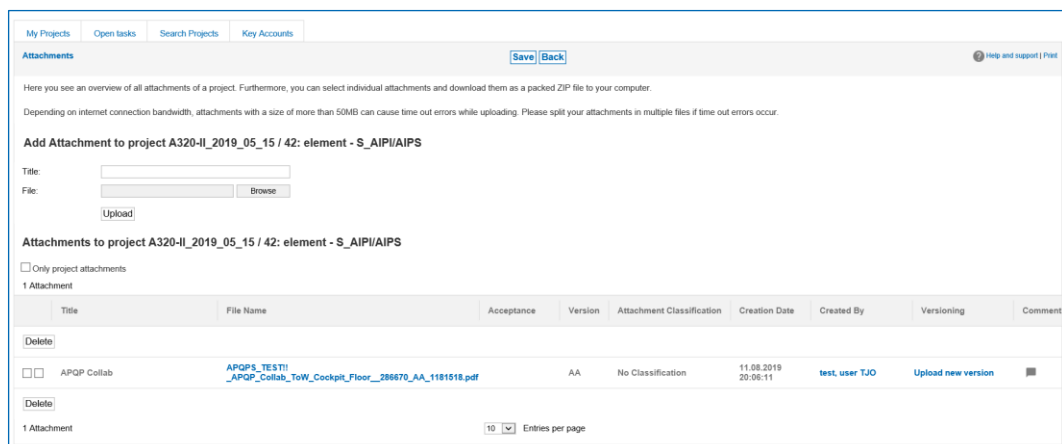 My Projects Open tasks Search Projects Key Accounts
Attachments Save Back Help and support | Print
Here you see an overview of all attachments of a project. Furthermore, you can select individual attachments and download them as a packed ZIP file to your computer.
Depending on internet connection bandwidth, attachments with a size of more than 50MB can cause time out errors while uploading. Please split your attachments in multiple files if time out errors occur.
Add Attachment to project A320-II_2019_05_15 / 42: element - S_AIPI/AIPS
Title:
File: Browse
Upload
Attachments to project A320-II_2019_05_15 / 42: element - S_AIPI/AIPS
Only project attachments
1 Attachment
Title File Name Acceptance Version Attachment Classification Creation Date Created By Versioning Comment
Delete
APQP Collab APQPS_TEST!! _APQP_Collab_ToW_Cockpit_Floor__286670_AA_1181518.pdf AA No Classification 11.08.2019 20:06:11 test, user TJO Upload new version
Delete
1 Attachment 10 Entries per page